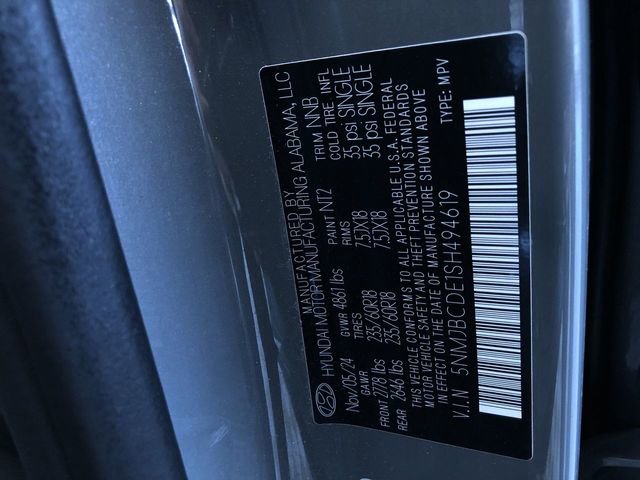 MANUFACTURED BY
HYUNDAI MOTOR MANUFACTURING ALABAMA, LLC
Nov/05/24 GVWR 4861 lbs PAINT NT2 TRIM NNB
GAWR TIRES RIMS COLD TIRE INFL
FRONT 2778 lbs 235/60R18 7.5JX18 35 psi SINGLE
REAR 2646 lbs 235/60R18 7.5JX18 35 psi SINGLE
THIS VEHICLE CONFORMS TO ALL APPLICABLE U.S.A. FEDERAL
MOTOR VEHICLE SAFETY AND THEFT PREVENTION STANDARDS
IN EFFECT ON THE DATE OF MANUFACTURE SHOWN ABOVE
V.I.N 5NMJBCDE1SH494619 TYPE: MPV